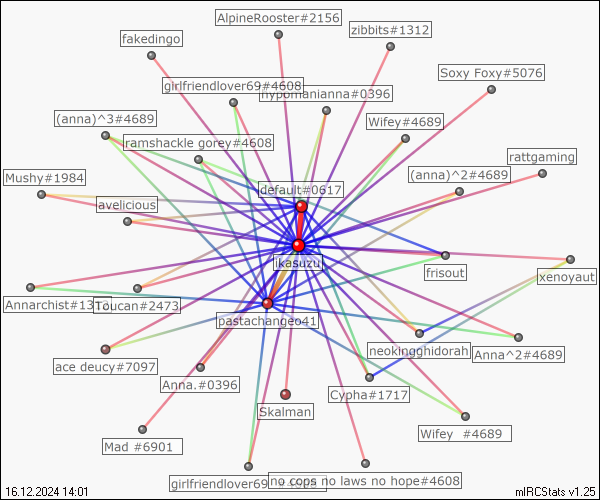 AlpineRooster#2156
zibbits#1312
fakedingo
Soxy Foxy#5076
girlfriendlover69#4608
hypomanianna#0396
(anna)^3#4689
Wifey#4689
ramshackle gorey#4608
rattgaming
Mushy#1984
(anna)^2#4689
default#0617
avelicious
ikasuzu
frisout
xenoyaut
Annarchist#13
Toucan#2473
pastachangeo41
neokingghidorah
Anna^2#4689
ace deucy#7097
Anna.#0396
Cypha#1717
Skalman
Mad #6901
Wifey #4689
girlfriendlover69
no cops no laws no hope#4608
16.12.2024 14:01
mIRCStats v1.25